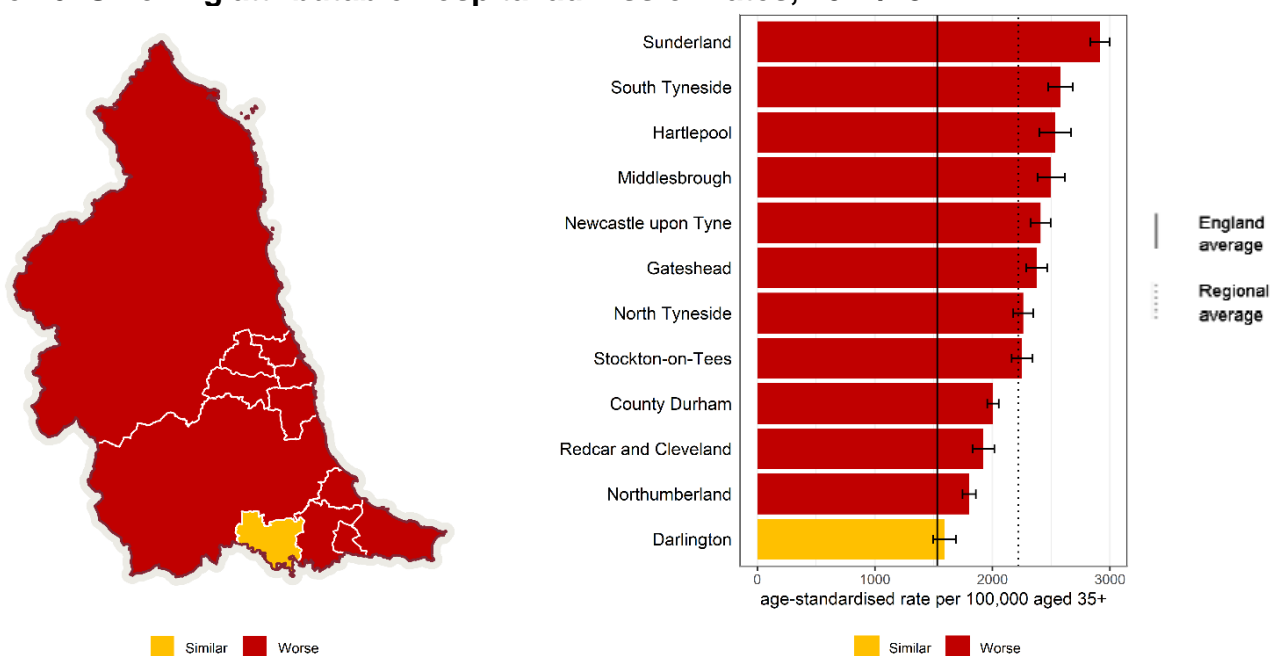 Sunderland
South Tyneside
Hartlepool
Middlesbrough
Newcastle upon Tyne
Gateshead
North Tyneside
Stockton-on-Tees
County Durham
Redcar and Cleveland
Northumberland
Darlington
0 1000 2000 3000
age-standardised rate per 100,000 aged 35+
England
average
Regional
average
Similar Worse
Similar Worse